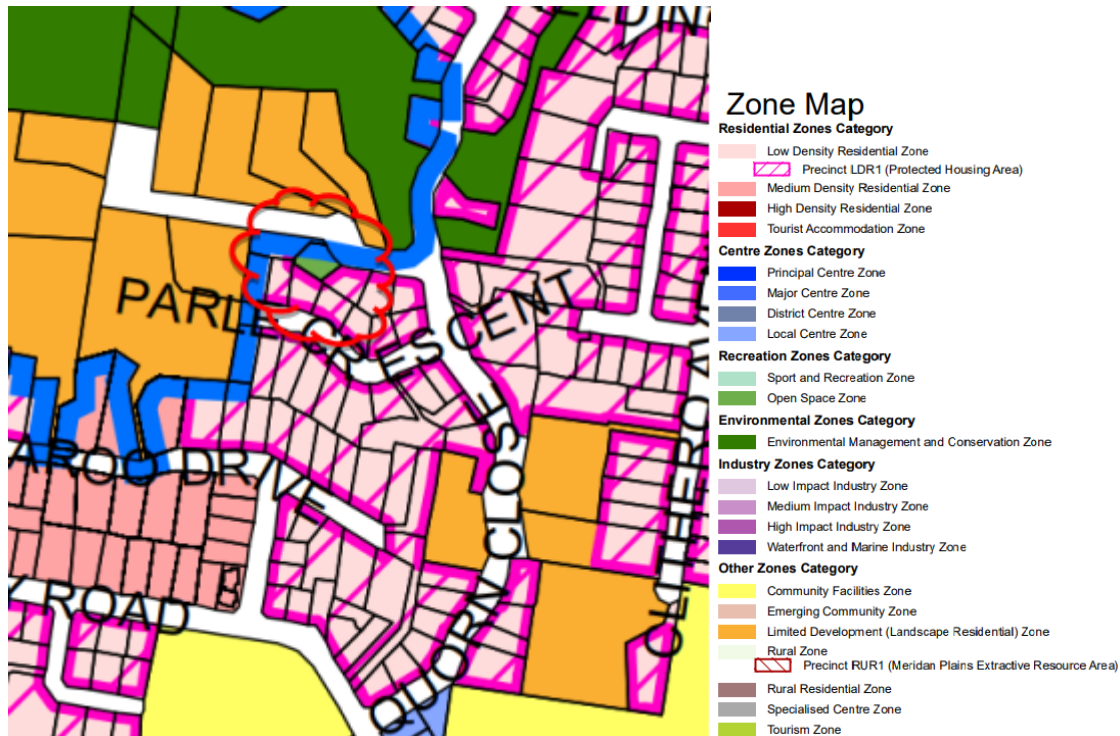 PARLE CRESCENT
DRIVE
ROAD
QUORN CLOSE
Zone Map
Residential Zones Category
Low Density Residential Zone
Precinct LDR1 (Protected Housing Area)
Medium Density Residential Zone
High Density Residential Zone
Tourist Accommodation Zone
Centre Zones Category
Principal Centre Zone
Major Centre Zone
District Centre Zone
Local Centre Zone
Recreation Zones Category
Sport and Recreation Zone
Open Space Zone
Environmental Zones Category
Environmental Management and Conservation Zone
Industry Zones Category
Low Impact Industry Zone
Medium Impact Industry Zone
High Impact Industry Zone
Waterfront and Marine Industry Zone
Other Zones Category
Community Facilities Zone
Emerging Community Zone
Limited Development (Landscape Residential) Zone
Rural Zone
Precinct RUR1 (Meridan Plains Extractive Resource Area)
Rural Residential Zone
Specialised Centre Zone
Tourism Zone